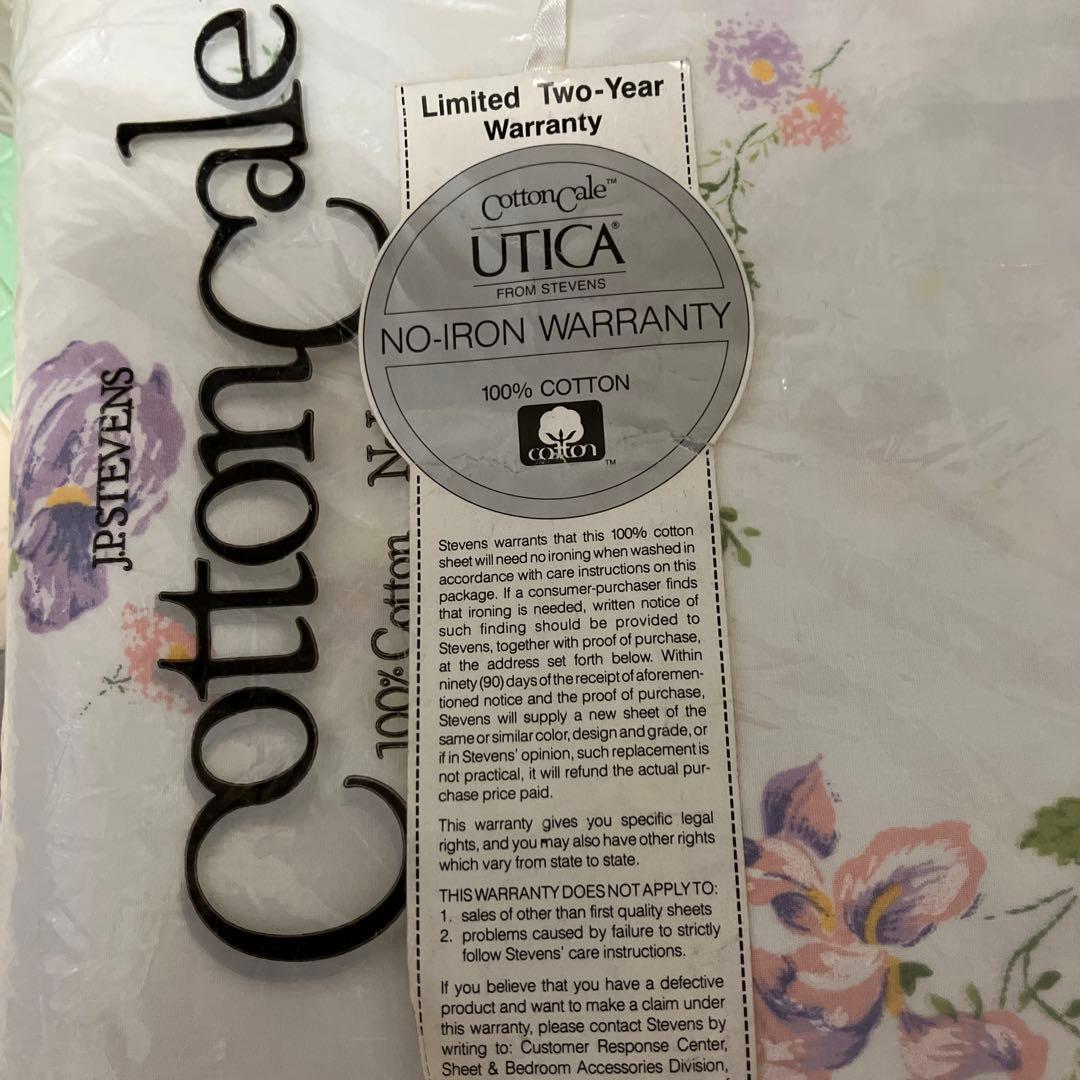 J.P.STEVENS
CottonCale
100% Cotton
Limited Two-Year
Warranty
CottonCale™
UTICA®
FROM STEVENS
NO-IRON WARRANTY
100% COTTON
cotton
TM
Stevens warrants that this 100% cotton
sheet will need no ironing when washed in
accordance with care instructions on this
package. If a consumer-purchaser finds
that ironing is needed, written notice of
such finding should be provided to
Stevens, together with proof of purchase,
at the address set forth below. Within
ninety (90) days of the receipt of aforemen-
tioned notice and the proof of purchase,
Stevens will supply a new sheet of the
same or similar color, design and grade, or
if in Stevens' opinion, such replacement is
not practical, it will refund the actual pur-
chase price paid.
This warranty gives you specific legal
rights, and you may also have other rights
which vary from state to state.
THIS WARRANTY DOES NOT APPLY TO:
1. sales of other than first quality sheets
2. problems caused by failure to strictly
follow Stevens' care instructions.
If you believe that you have a defective
product and want to make a claim under
this warranty, please contact Stevens by
writing to: Customer Response Center,
Sheet & Bedroom Accessories Division,